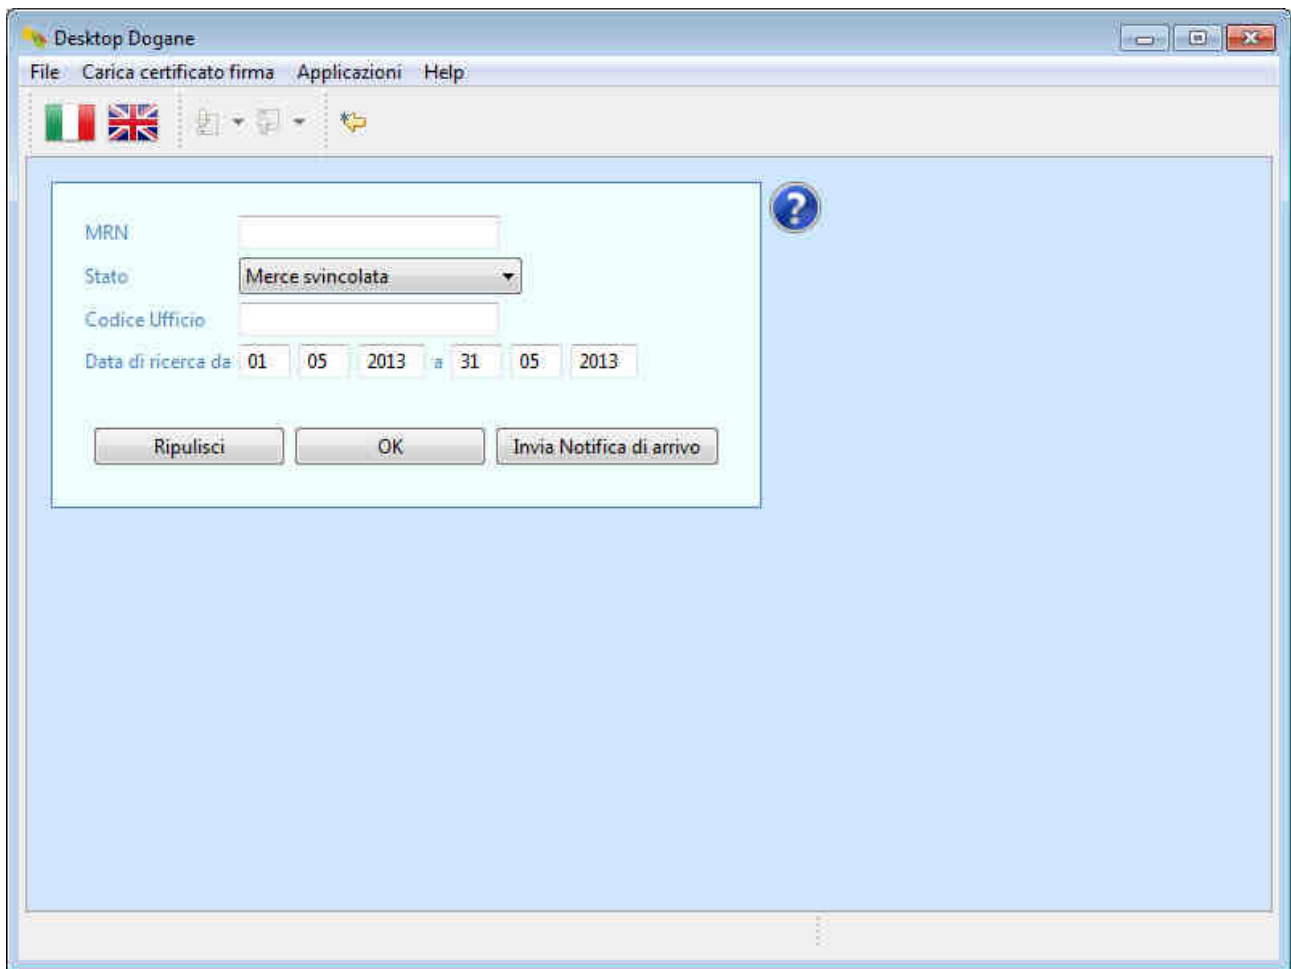 Desktop Dogane
File Carica certificato firma Applicazioni Help
MRN
Stato Merce svincolata
Codice Ufficio
Data di ricerca da 01 05 2013 a 31 05 2013
Ripulisci OK Invia Notifica di arrivo
?